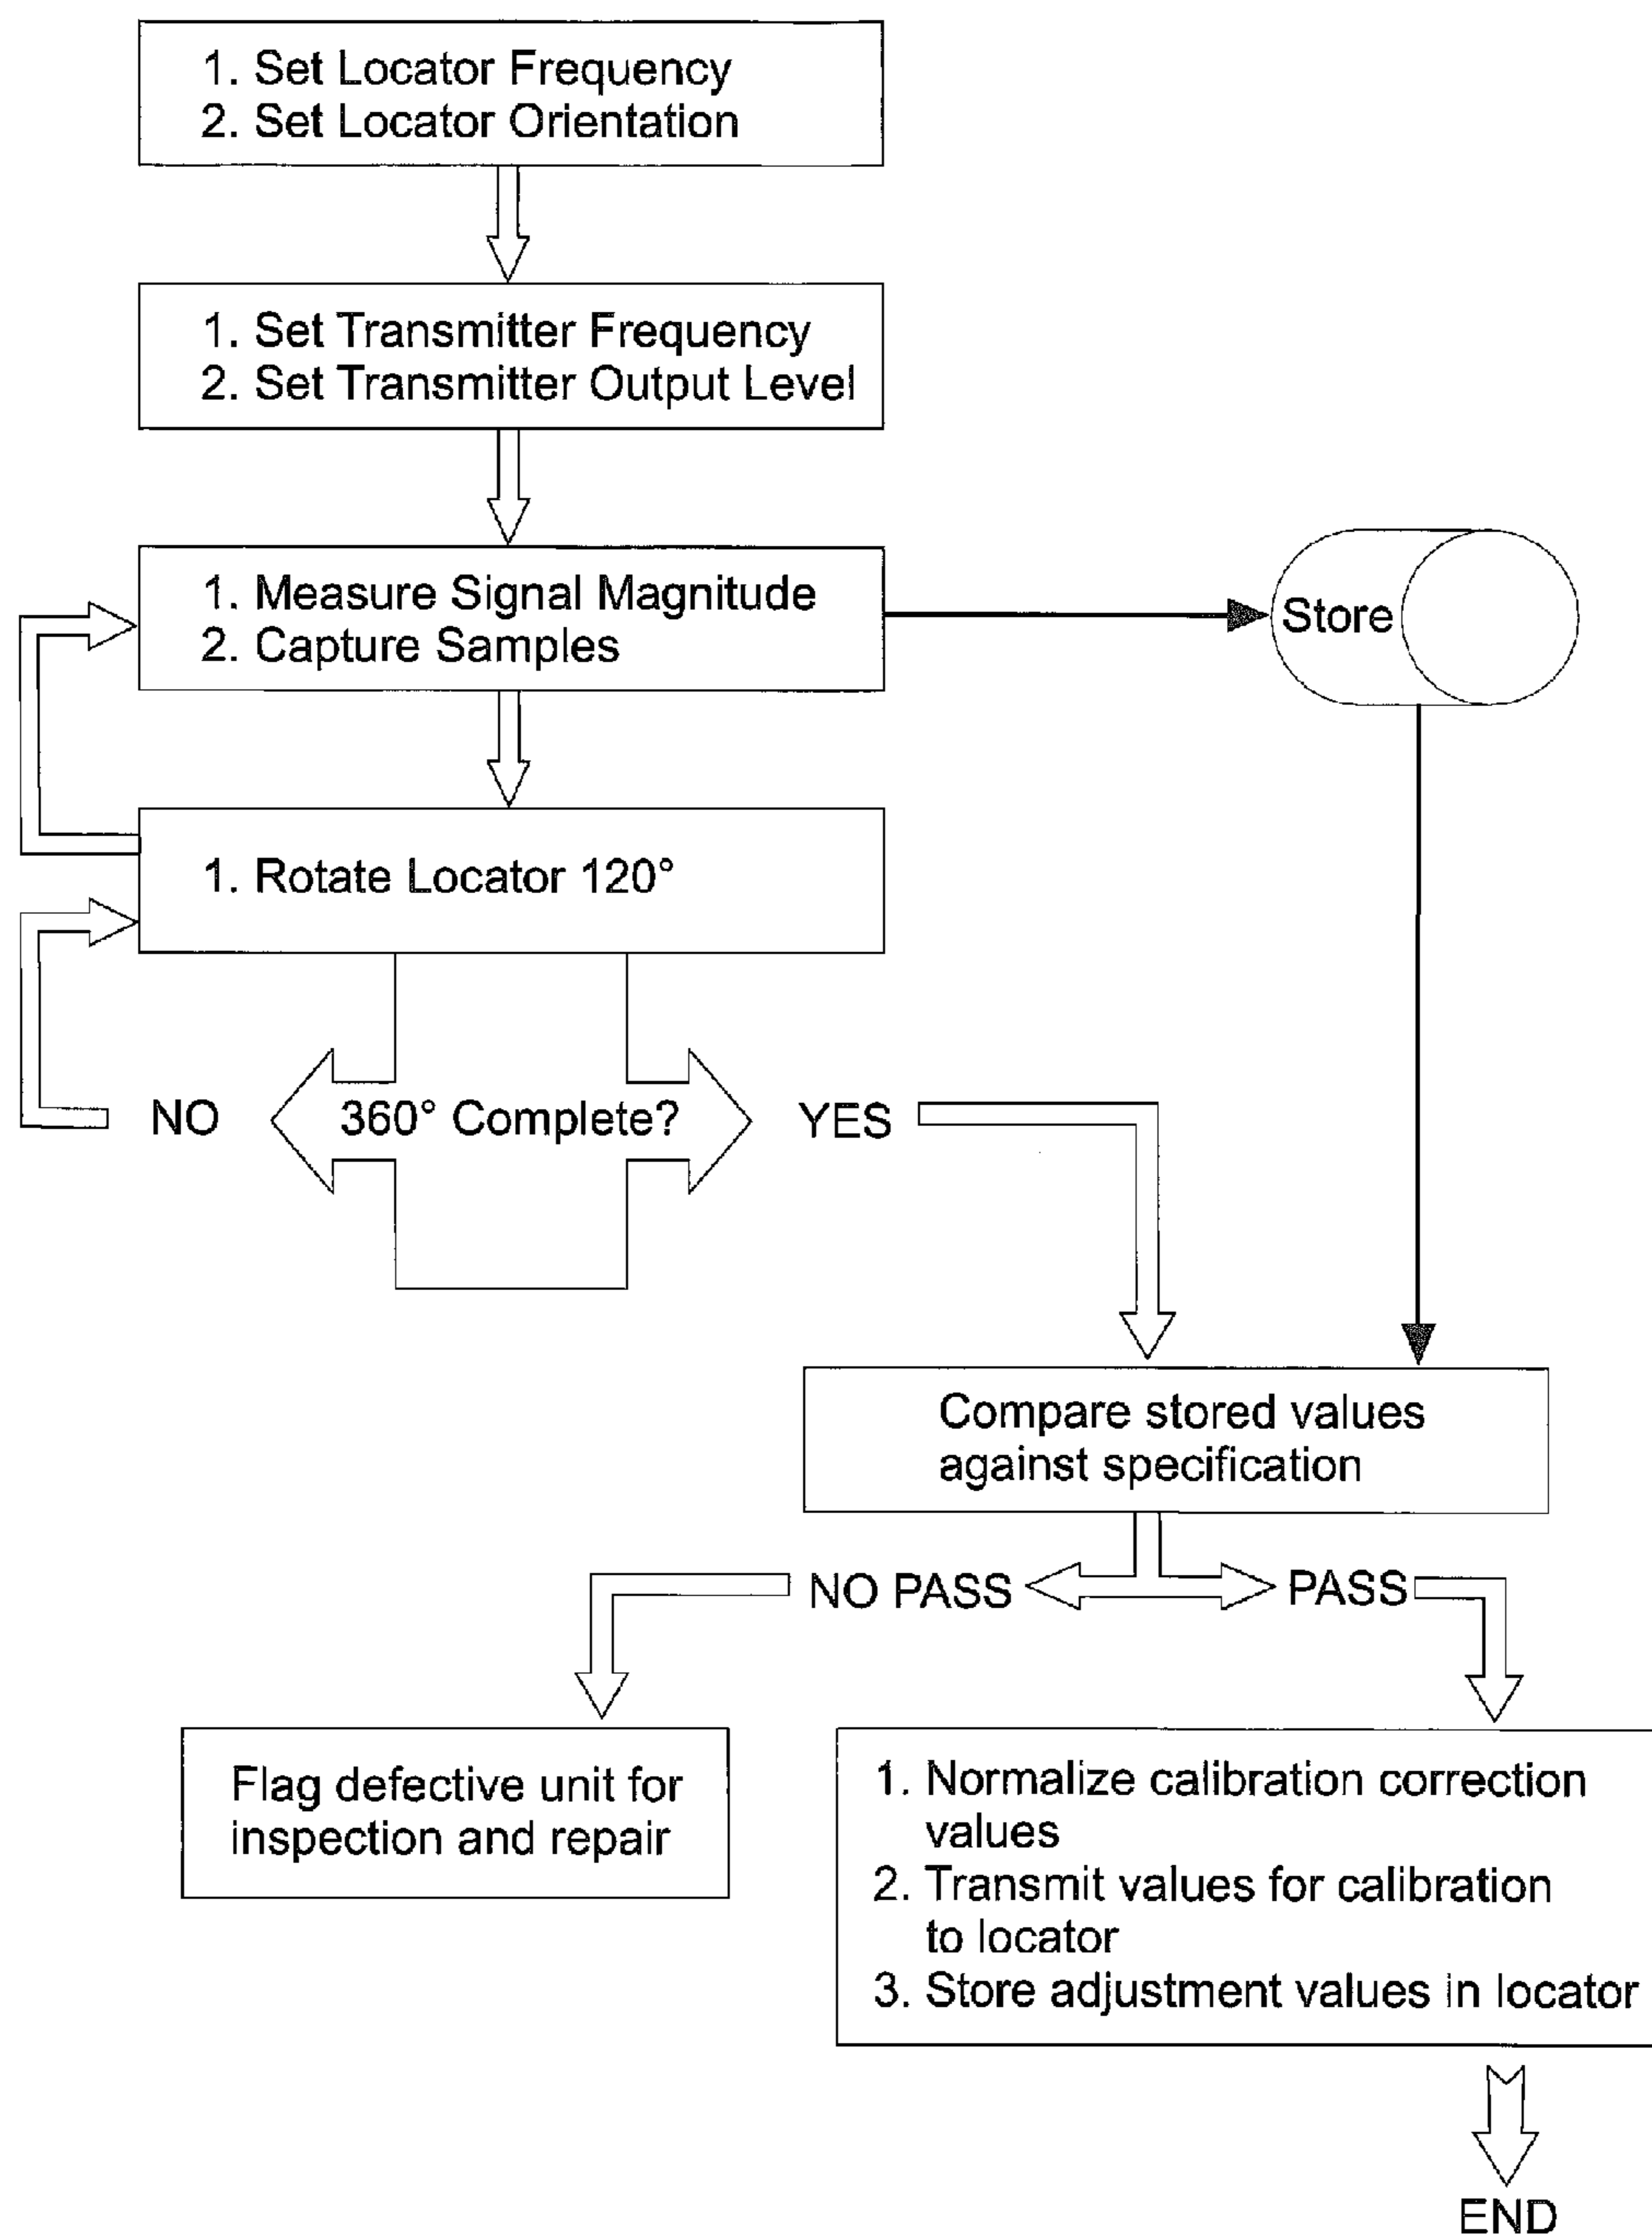 1. Set Locator Frequency
2. Set Locator Orientation
1. Set Transmitter Frequency
2. Set Transmitter Output Level
1. Measure Signal Magnitude
2. Capture Samples
Store
1. Rotate Locator 120°
NO
360° Complete?
YES
Compare stored values
against specification
NO PASS
PASS
Flag defective unit for
inspection and repair
1. Normalize calibration correction
values
2. Transmit values for calibration
to locator
3. Store adjustment values in locator
END